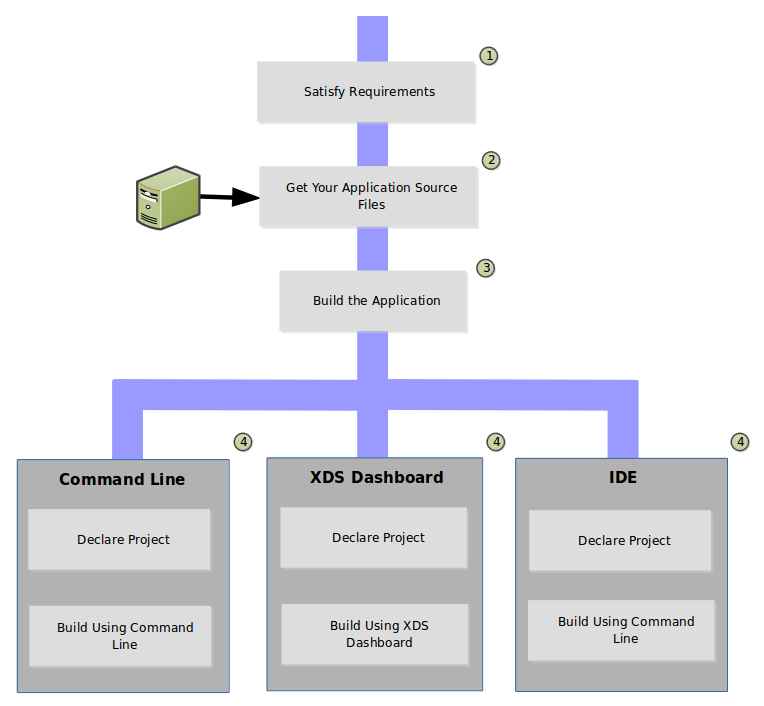 1
Satisfy Requirements
2
Get Your Application Source
Files
3
Build the Application
4
Command Line
Declare Project
Build Using Command
Line
4
XDS Dashboard
Declare Project
Build Using XDS
Dashboard
4
IDE
Declare Project
Build Using Command
Line